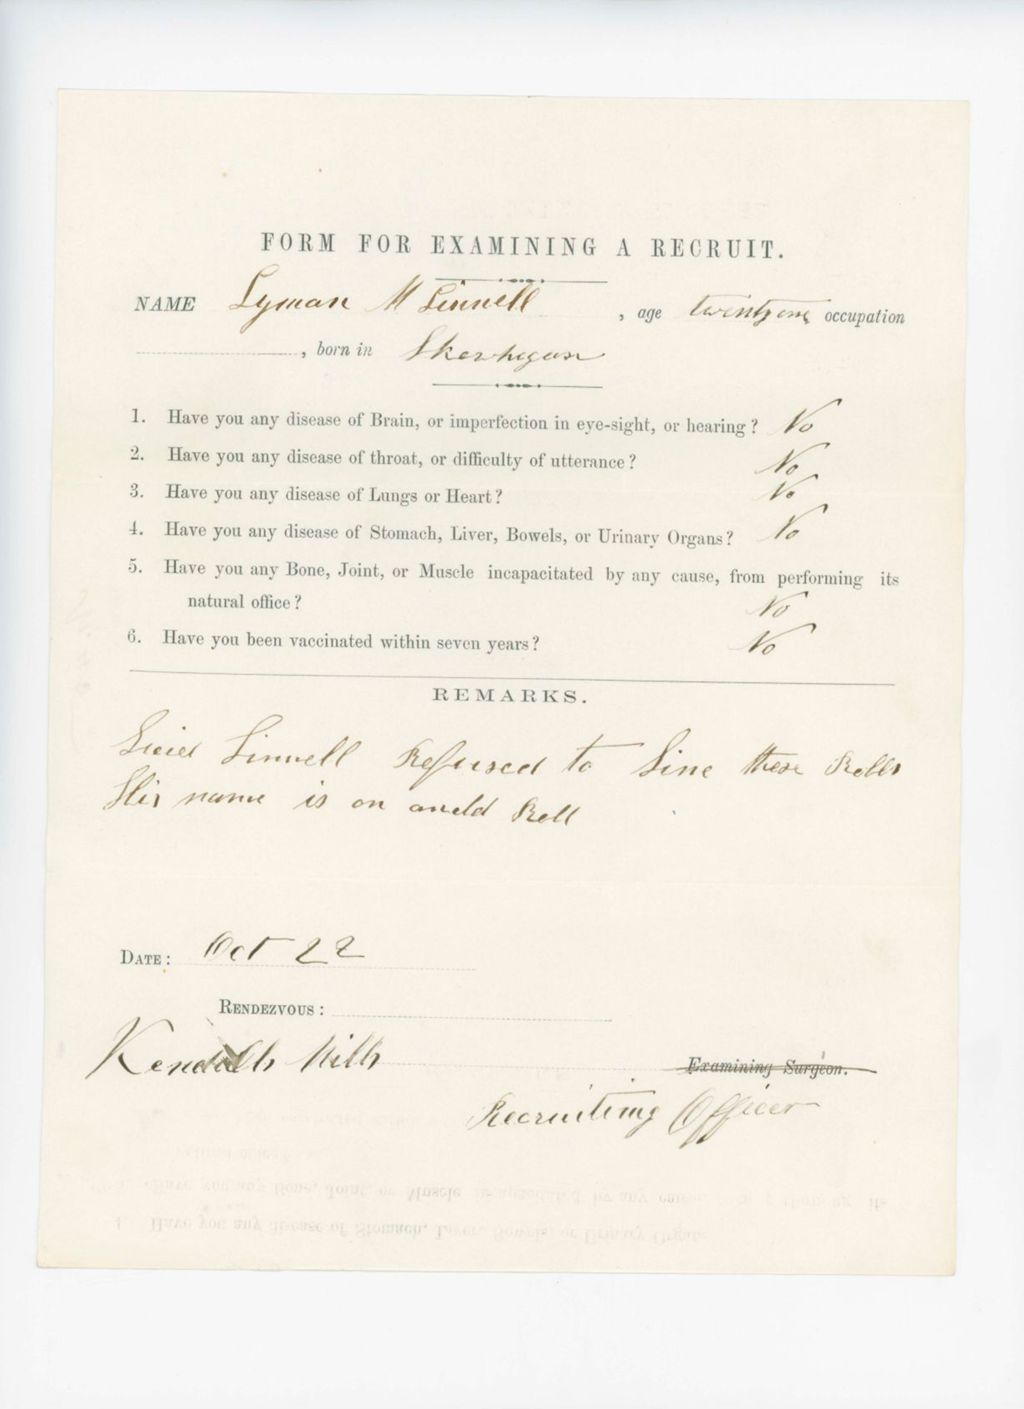 FORM FOR EXAMINING A RECRUIT.
NAME Lyman M Linnell , age twentyone occupation
, born in Skowhegan
1. Have you any disease of Brain, or imperfection in eye-sight, or hearing? No
2. Have you any disease of throat, or difficulty of utterance? No
3. Have you any disease of Lungs or Heart? No
4. Have you any disease of Stomach, Liver, Bowels, or Urinary Organs? No
5. Have you any Bone, Joint, or Muscle incapacitated by any cause, from performing its
natural office? No
6. Have you been vaccinated within seven years? No
REMARKS.
Linnell Refused to Sine these Rolls
His name is on an old Roll
DATE: Oct 22
RENDEZVOUS:
Kendalls Mills
Examining Surgeon.
Recruiting Officer